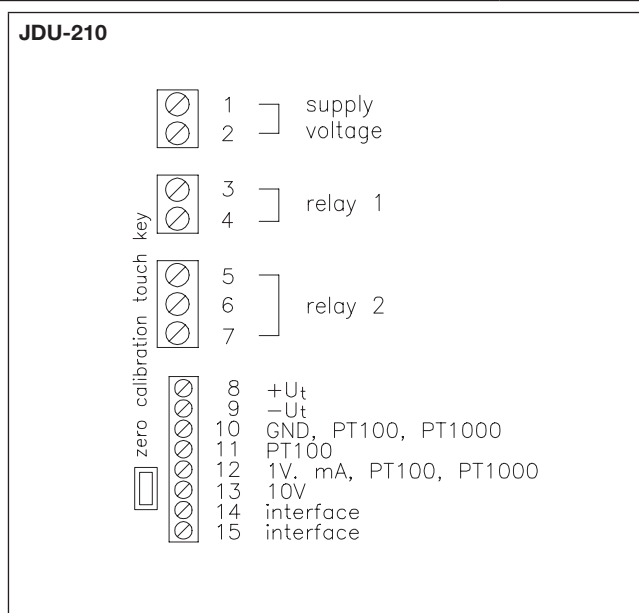 JDU-210
1 supply
2 voltage
3
relay 1
4
5
6 relay 2
7
zero calibration touch key
8 +Ut
9 -Ut
10 GND, PT100, PT1000
11 PT100
12 1V. mA, PT100, PT1000
13 10V
14 interface
15 interface